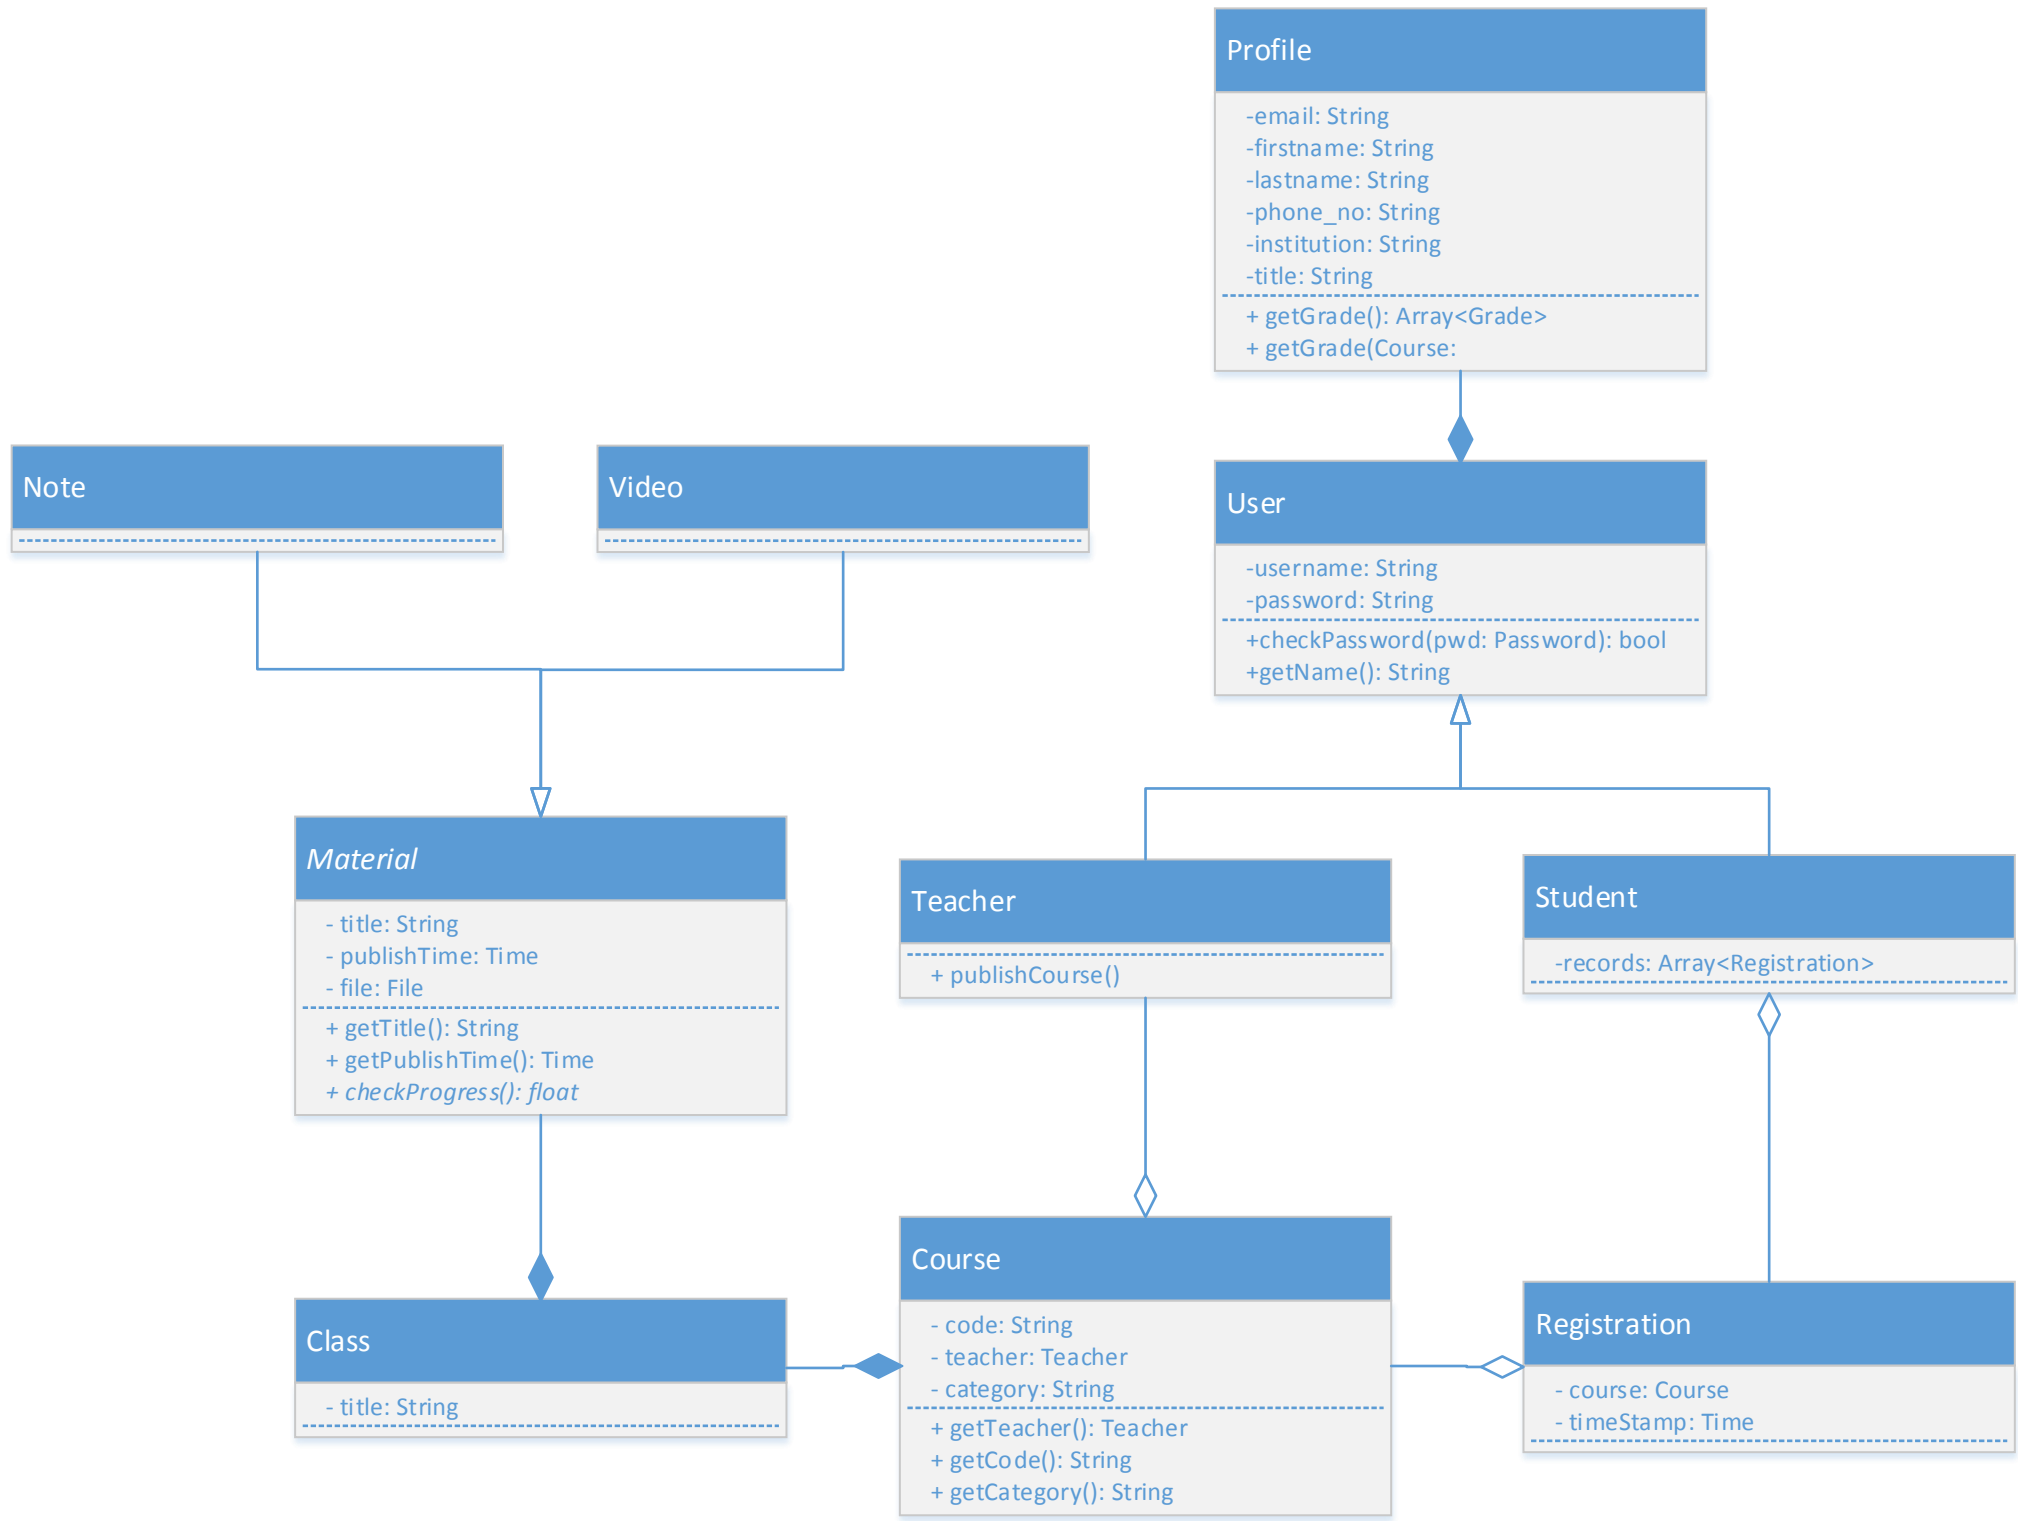 Profile
-email: String
-firstname: String
-lastname: String
-phone_no: String
-institution: String
-title: String
+ getGrade(): Array<Grade>
+ getGrade(Course:
Note
Video
User
-username: String
-password: String
+checkPassword(pwd: Password): bool
+getName(): String
Material
- title: String
- publishTime: Time
- file: File
+ getTitle(): String
+ getPublishTime(): Time
+ checkProgress(): float
Teacher
+ publishCourse()
Student
-records: Array<Registration>
Class
- title: String
Course
- code: String
- teacher: Teacher
- category: String
+ getTeacher(): Teacher
+ getCode(): String
+ getCategory(): String
Registration
- course: Course
- timeStamp: Time